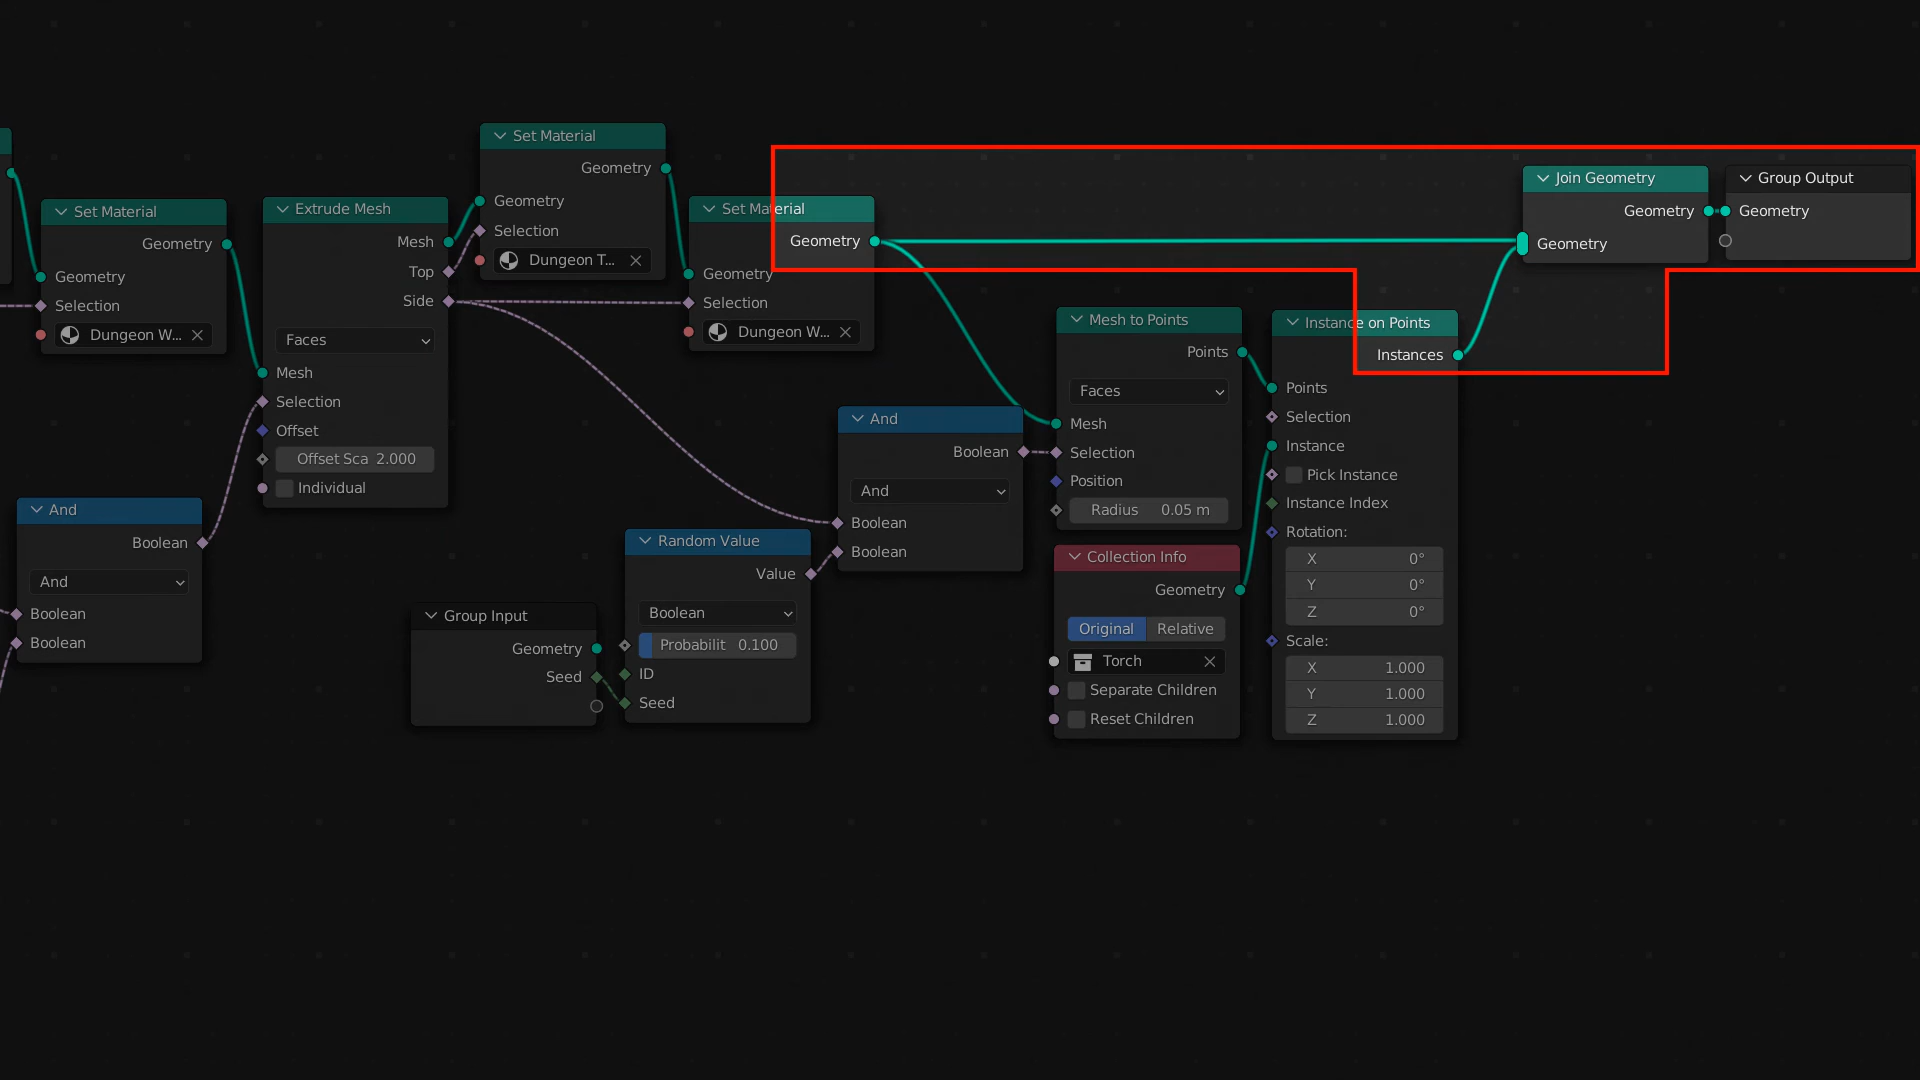 Set Material
Geometry
Geometry
Selection
Dungeon W...
And
Boolean
And
Boolean
Boolean
Extrude Mesh
Mesh
Top
Side
Faces
Mesh
Selection
Offset
Offset Sca 2.000
Individual
Set Material
Geometry
Geometry
Selection
Dungeon T...
Set Material
Geometry
Geometry
Selection
Dungeon W...
Group Input
Geometry
Seed
Random Value
Value
Boolean
Probabilit 0.100
ID
Seed
And
Boolean
And
Boolean
Boolean
Mesh to Points
Points
Faces
Mesh
Selection
Position
Radius 0.05 m
Collection Info
Geometry
Original Relative
Torch
Separate Children
Reset Children
Instance on Points
Instances
Points
Selection
Instance
Pick Instance
Instance Index
Rotation:
X 0°
Y 0°
Z 0°
Scale:
X 1.000
Y 1.000
Z 1.000
Join Geometry
Geometry
Geometry
Group Output
Geometry